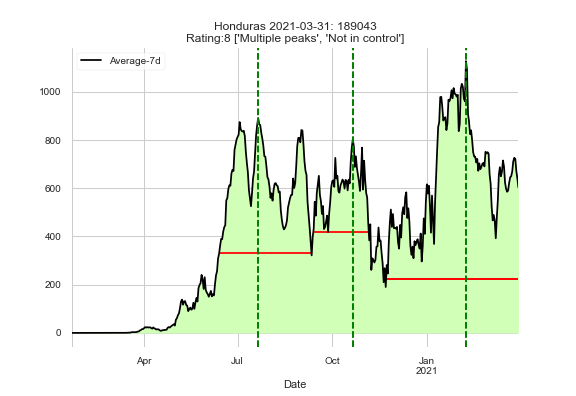 Honduras 2021-03-31: 189043
Rating:8 ['Multiple peaks', 'Not in control']
Average-7d
1000
800
600
400
200
0
Apr
Jul
Oct
Jan
2021
Date